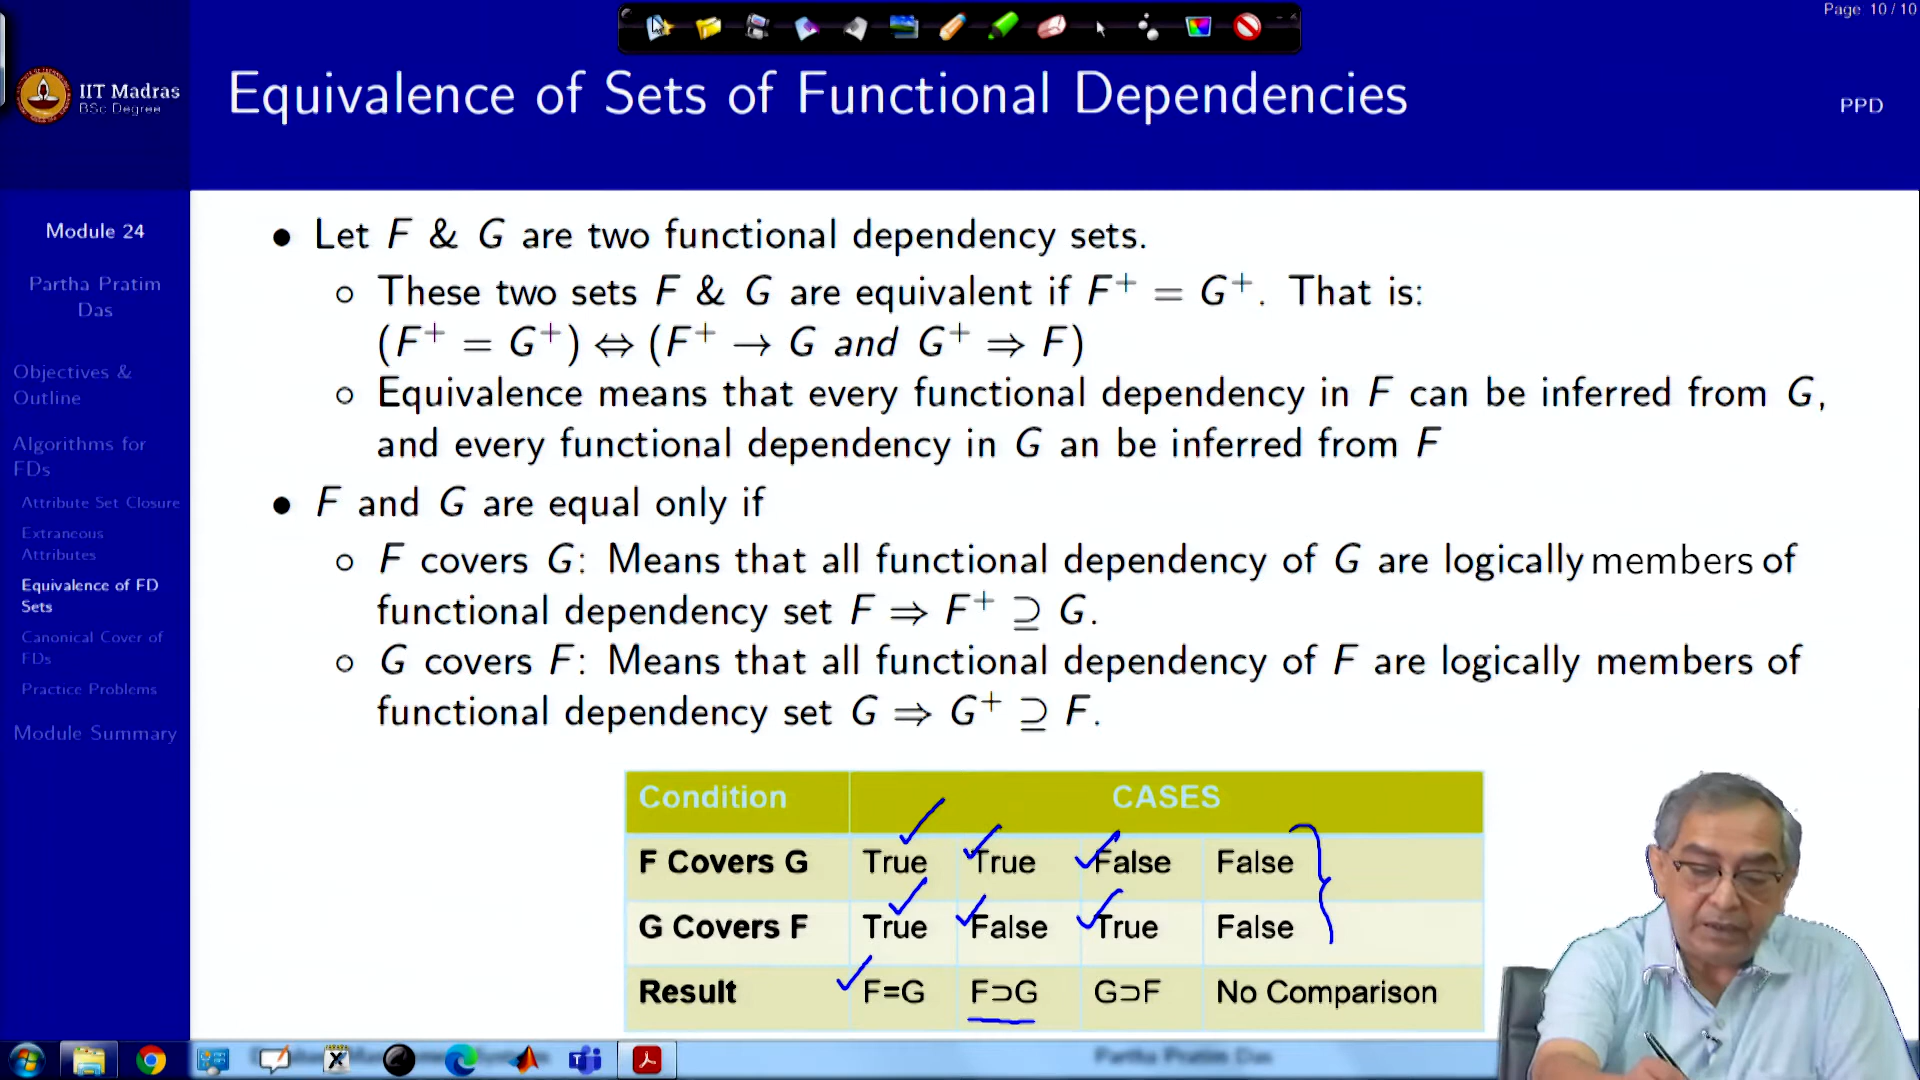 Page: 10 / 10
IIT Madras
BSc Degree
Equivalence of Sets of Functional Dependencies
PPD
Module 24
Partha Pratim
Das
Objectives &
Outline
Algorithms for
FDs
Attribute Set Closure
Extraneous
Attributes
Equivalence of FD
Sets
Canonical Cover of
FDs
Practice Problems
Module Summary
• Let F & G are two functional dependency sets.
◦ These two sets F & G are equivalent if F⁺ = G⁺. That is:
(F⁺ = G⁺) ⇔ (F⁺ → G and G⁺ ⇒ F)
◦ Equivalence means that every functional dependency in F can be inferred from G,
and every functional dependency in G an be inferred from F
• F and G are equal only if
◦ F covers G: Means that all functional dependency of G are logically members of
functional dependency set F ⇒ F⁺ ⊇ G.
◦ G covers F: Means that all functional dependency of F are logically members of
functional dependency set G ⇒ G⁺ ⊇ F.
Condition CASES
F Covers G True True False False
G Covers F True False True False
Result F=G F⊃G G⊃F No Comparison
Partha Pratim Das